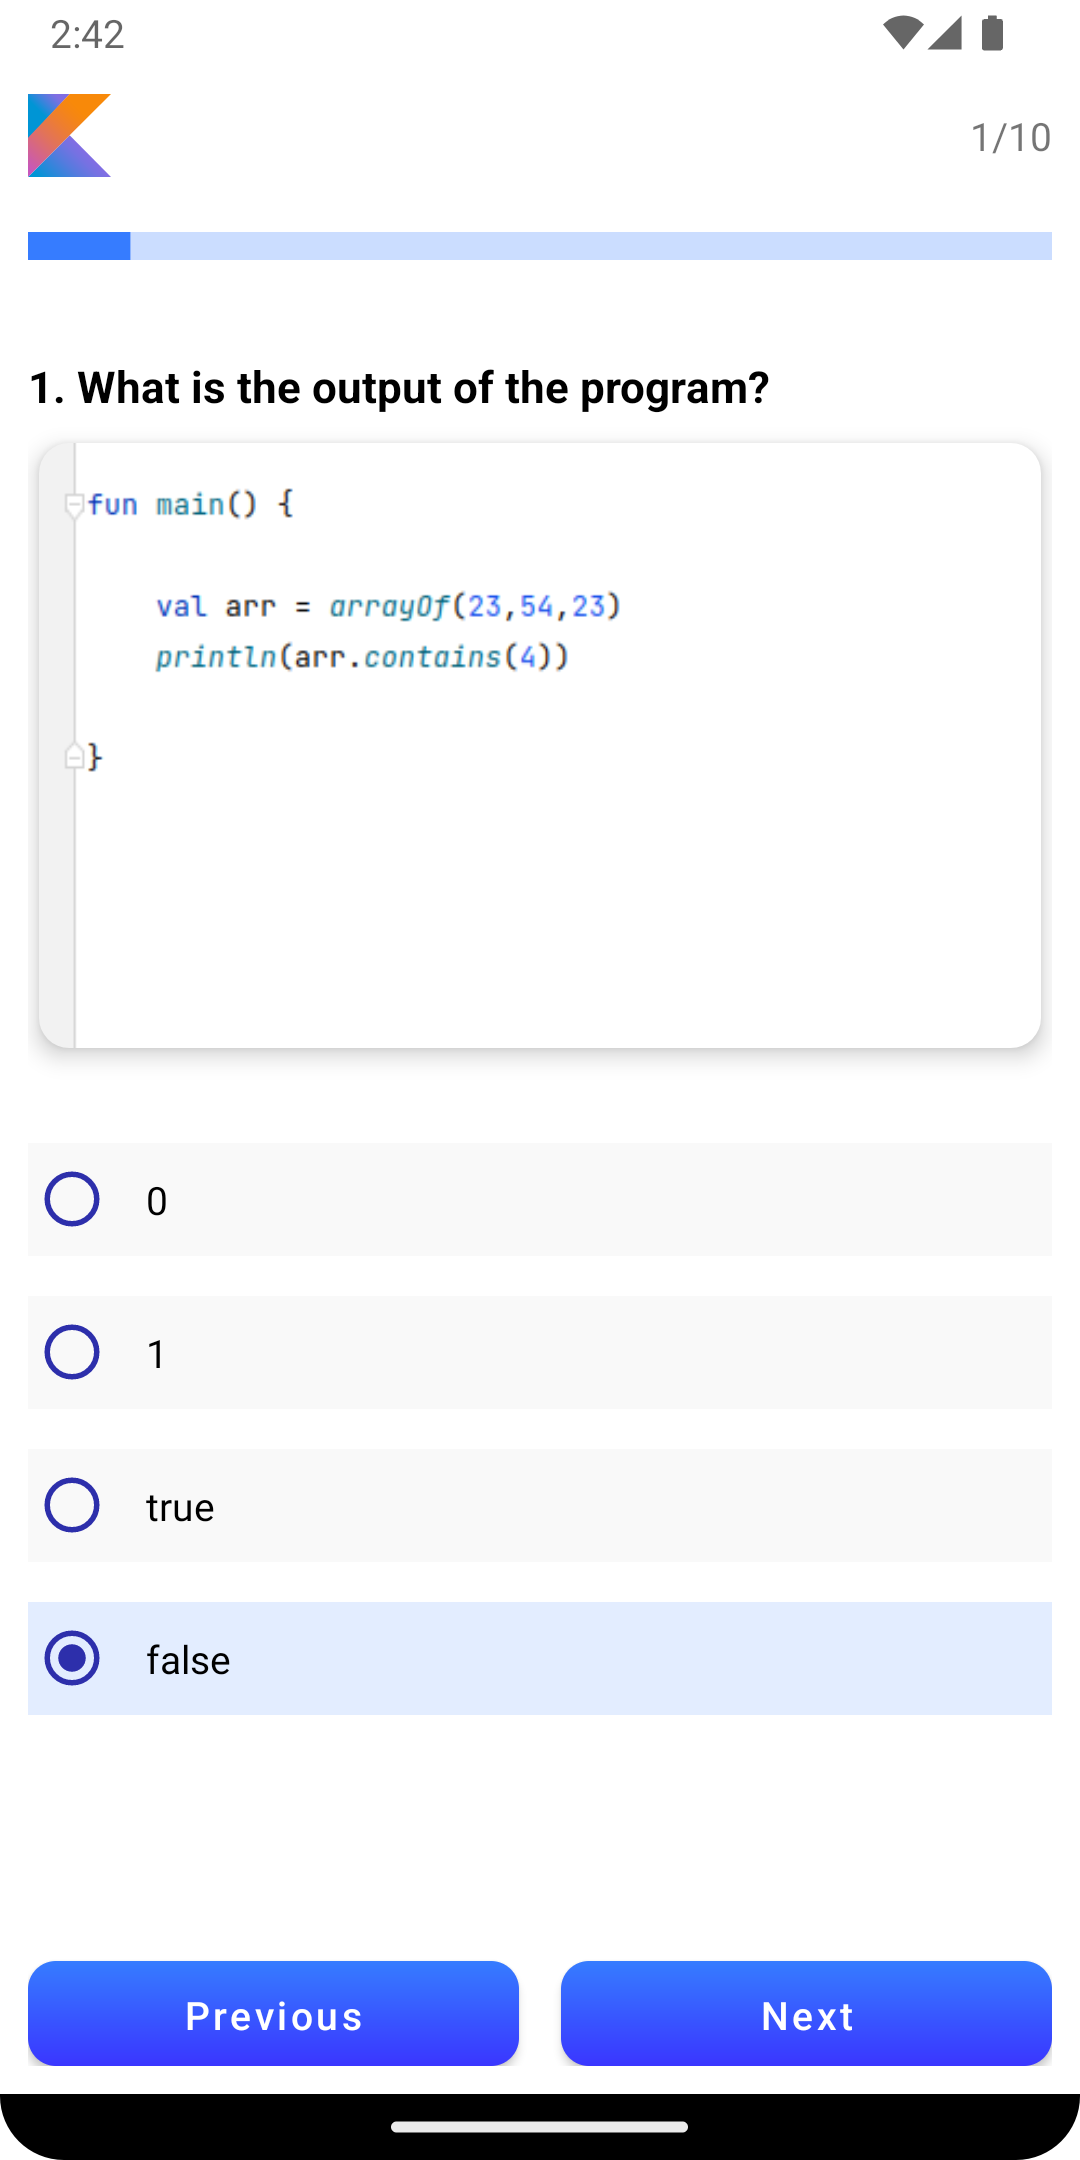 2:42
1/10
1. What is the output of the program?
fun main() {
val arr = arrayOf(23,54,23)
println(arr.contains(4))
}
0
1
true
false
Previous
Next